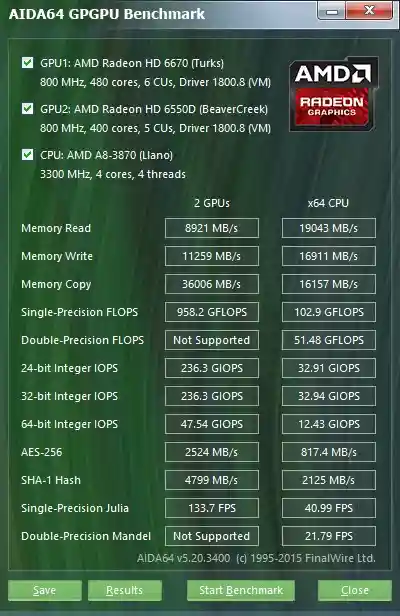 AIDA64 GPGPU Benchmark
GPU1: AMD Radeon HD 6670 (Turks)
800 MHz, 480 cores, 6 CUs, Driver 1800.8 (VM)
GPU2: AMD Radeon HD 6550D (BeaverCreek)
800 MHz, 400 cores, 5 CUs, Driver 1800.8 (VM)
CPU: AMD A8-3870 (Llano)
3300 MHz, 4 cores, 4 threads
AMD
RADEON
GRAPHICS
2 GPUs x64 CPU
Memory Read 8921 MB/s 19043 MB/s
Memory Write 11259 MB/s 16911 MB/s
Memory Copy 36006 MB/s 16157 MB/s
Single-Precision FLOPS 958.2 GFLOPS 102.9 GFLOPS
Double-Precision FLOPS Not Supported 51.48 GFLOPS
24-bit Integer IOPS 236.3 GIOPS 32.91 GIOPS
32-bit Integer IOPS 236.3 GIOPS 32.94 GIOPS
64-bit Integer IOPS 47.54 GIOPS 12.43 GIOPS
AES-256 2524 MB/s 817.4 MB/s
SHA-1 Hash 4799 MB/s 2125 MB/s
Single-Precision Julia 133.7 FPS 40.99 FPS
Double-Precision Mandel Not Supported 21.79 FPS
AIDA64 v5.20.3400 (c) 1995-2015 FinalWire Ltd.
Save Results Start Benchmark Close